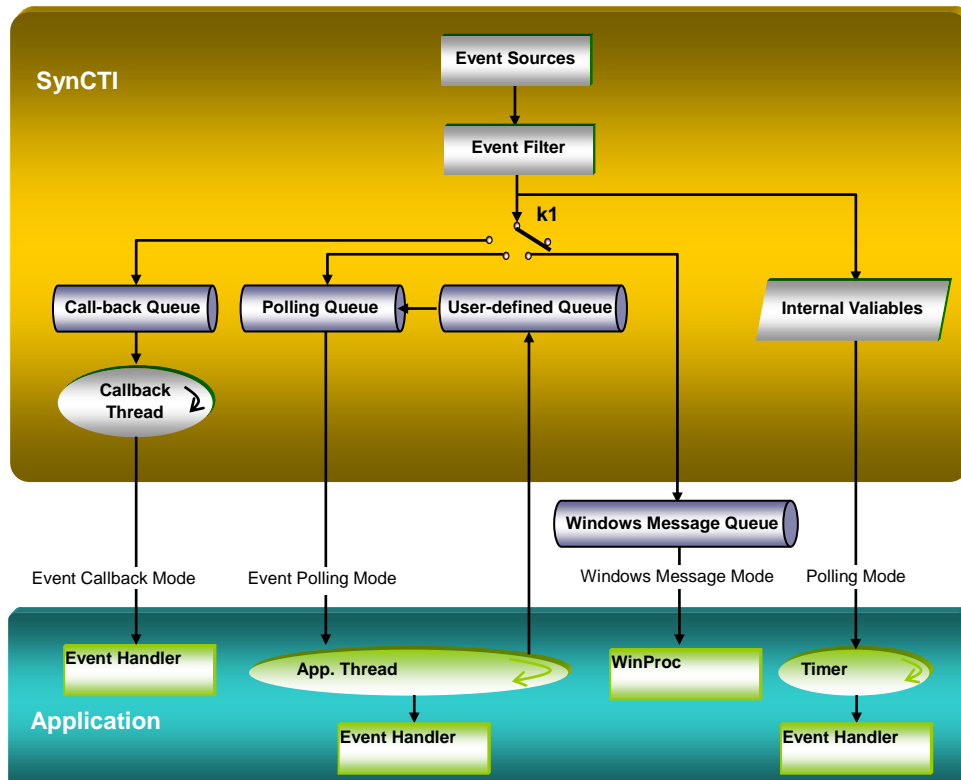 Event Sources
SynCTI
Event Filter
k1
Call-back Queue
Polling Queue
User-defined Queue
Internal Valiables
Callback
Thread
Windows Message Queue
Event Callback Mode
Event Polling Mode
Windows Message Mode
Polling Mode
Event Handler
App. Thread
WinProc
Timer
Application
Event Handler
Event Handler